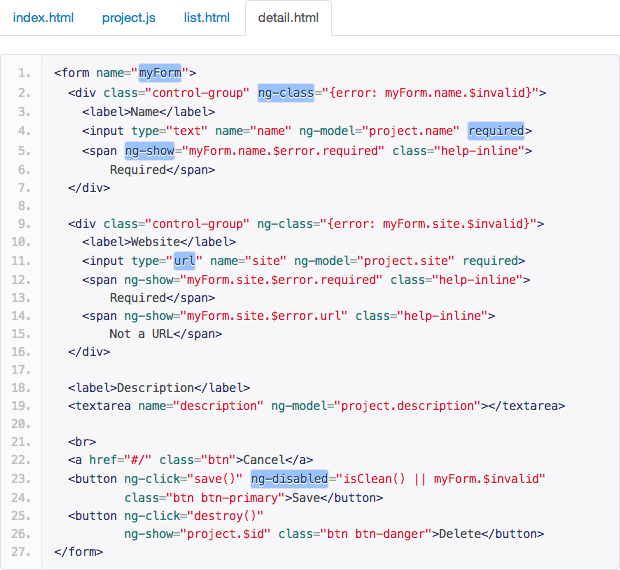 index.html project.js list.html detail.html
1. <form name="myForm">
2. <div class="control-group" ng-class="{error: myForm.name.$invalid}">
3. <label>Name</label>
4. <input type="text" name="name" ng-model="project.name" required>
5. <span ng-show="myForm.name.$error.required" class="help-inline">
6. Required</span>
7. </div>
8.
9. <div class="control-group" ng-class="{error: myForm.site.$invalid}">
10. <label>Website</label>
11. <input type="url" name="site" ng-model="project.site" required>
12. <span ng-show="myForm.site.$error.required" class="help-inline">
13. Required</span>
14. <span ng-show="myForm.site.$error.url" class="help-inline">
15. Not a URL</span>
16. </div>
17.
18. <label>Description</label>
19. <textarea name="description" ng-model="project.description"></textarea>
20.
21. <br>
22. <a href="#/" class="btn">Cancel</a>
23. <button ng-click="save()" ng-disabled="isClean() || myForm.$invalid"
24. class="btn btn-primary">Save</button>
25. <button ng-click="destroy()"
26. ng-show="project.$id" class="btn btn-danger">Delete</button>
27. </form>